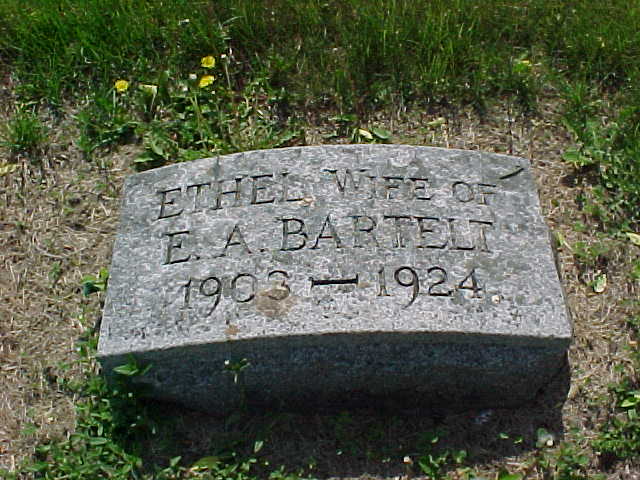 ETHEL WIFE OF
E. A. BARTELT
1903 — 1924